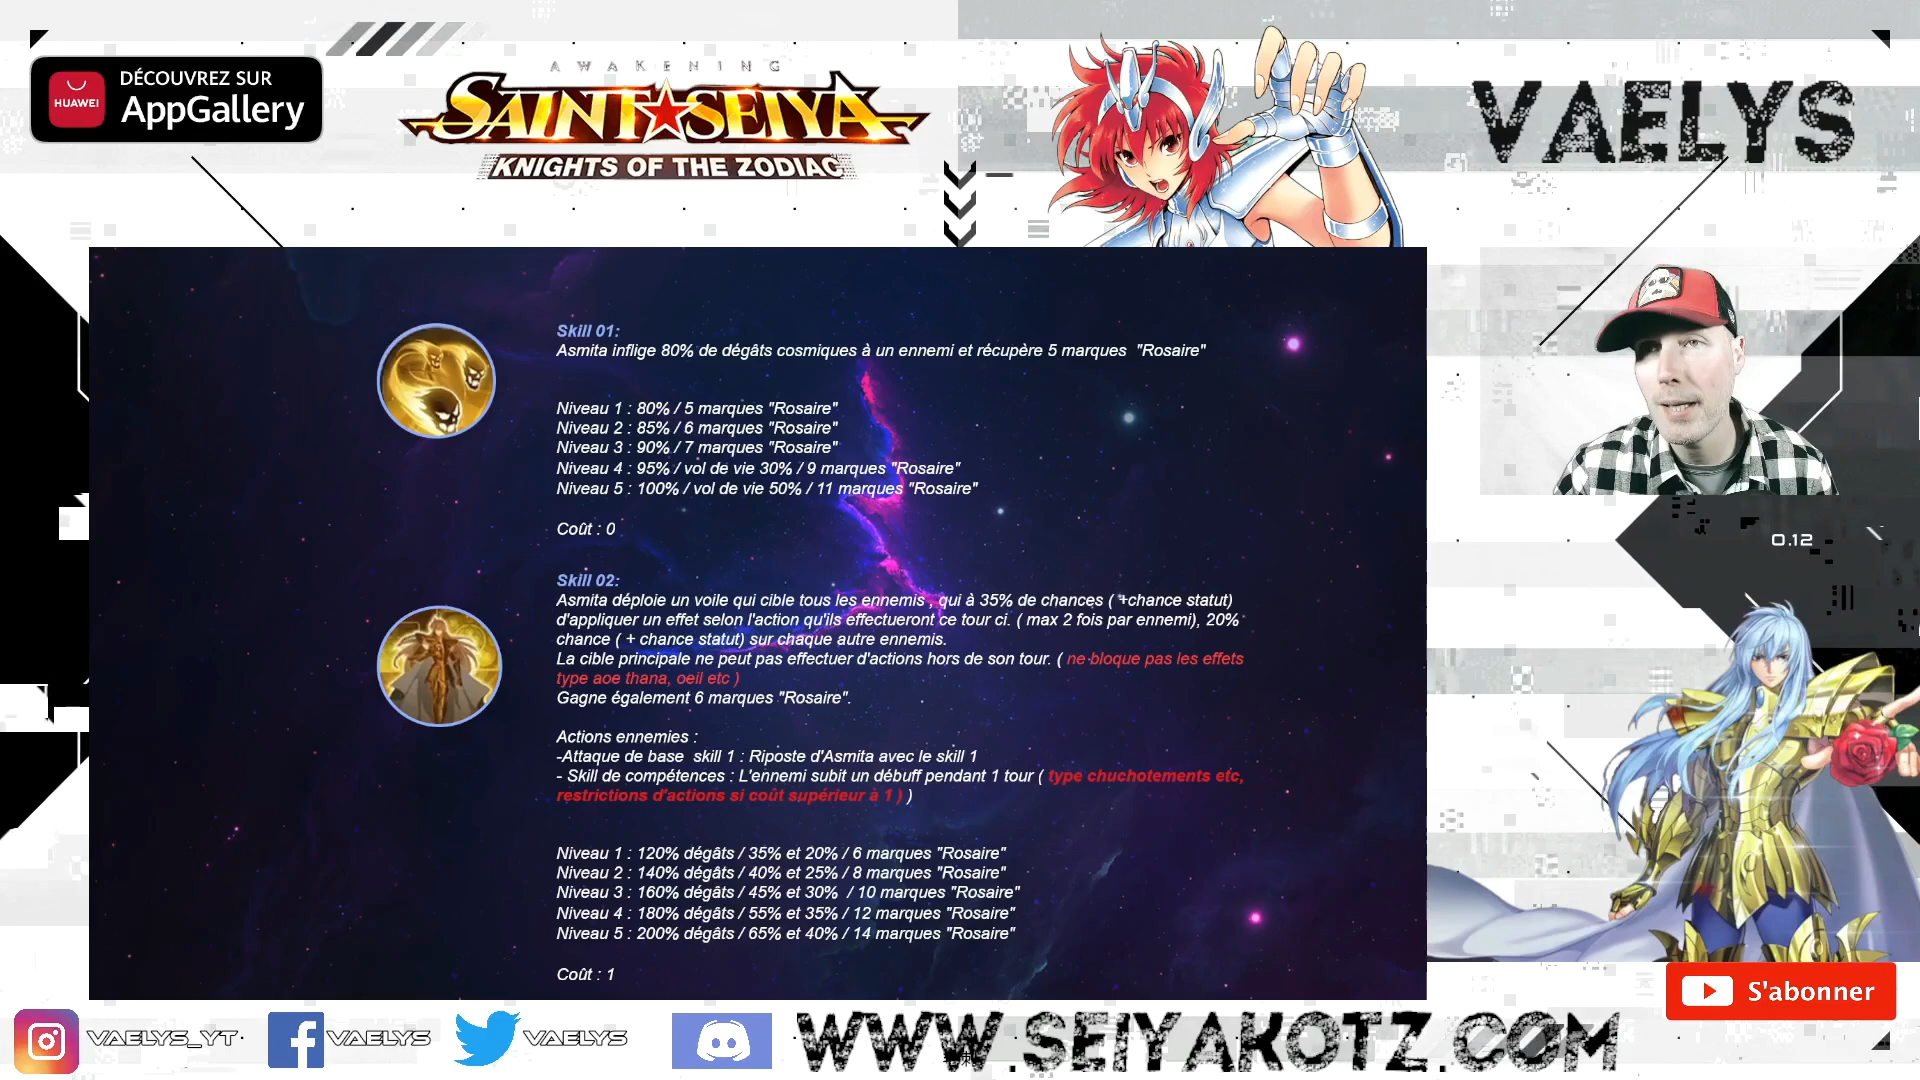 DÉCOUVREZ SUR
AppGallery
HUAWEI
AWAKENING
SAINT SEIYA
KNIGHTS OF THE ZODIAC
VAELYS
Skill 01:
Asmita inflige 80% de dégâts cosmiques à un ennemi et récupère 5 marques "Rosaire"
Niveau 1 : 80% / 5 marques "Rosaire"
Niveau 2 : 85% / 6 marques "Rosaire"
Niveau 3 : 90% / 7 marques "Rosaire"
Niveau 4 : 95% / vol de vie 30% / 9 marques "Rosaire"
Niveau 5 : 100% / vol de vie 50% / 11 marques "Rosaire"
Coût : 0
0.12
Skill 02:
Asmita déploie un voile qui cible tous les ennemis , qui à 35% de chances ( +chance statut)
d'appliquer un effet selon l'action qu'ils effectueront ce tour ci. ( max 2 fois par ennemi), 20%
chance ( + chance statut) sur chaque autre ennemis.
La cible principale ne peut pas effectuer d'actions hors de son tour. ( ne bloque pas les effets
type aoe thana, oeil etc )
Gagne également 6 marques "Rosaire".
Actions ennemies :
-Attaque de base skill 1 : Riposte d'Asmita avec le skill 1
- Skill de compétences : L'ennemi subit un débuff pendant 1 tour ( type chuchotements etc,
restrictions d'actions si coût supérieur à 1 ) )
Niveau 1 : 120% dégâts / 35% et 20% / 6 marques "Rosaire"
Niveau 2 : 140% dégâts / 40% et 25% / 8 marques "Rosaire"
Niveau 3 : 160% dégâts / 45% et 30% / 10 marques "Rosaire"
Niveau 4 : 180% dégâts / 55% et 35% / 12 marques "Rosaire"
Niveau 5 : 200% dégâts / 65% et 40% / 14 marques "Rosaire"
Coût : 1
S'abonner
VAELYS_YT
VAELYS
VAELYS
WWW.SEIYAKOTZ.COM